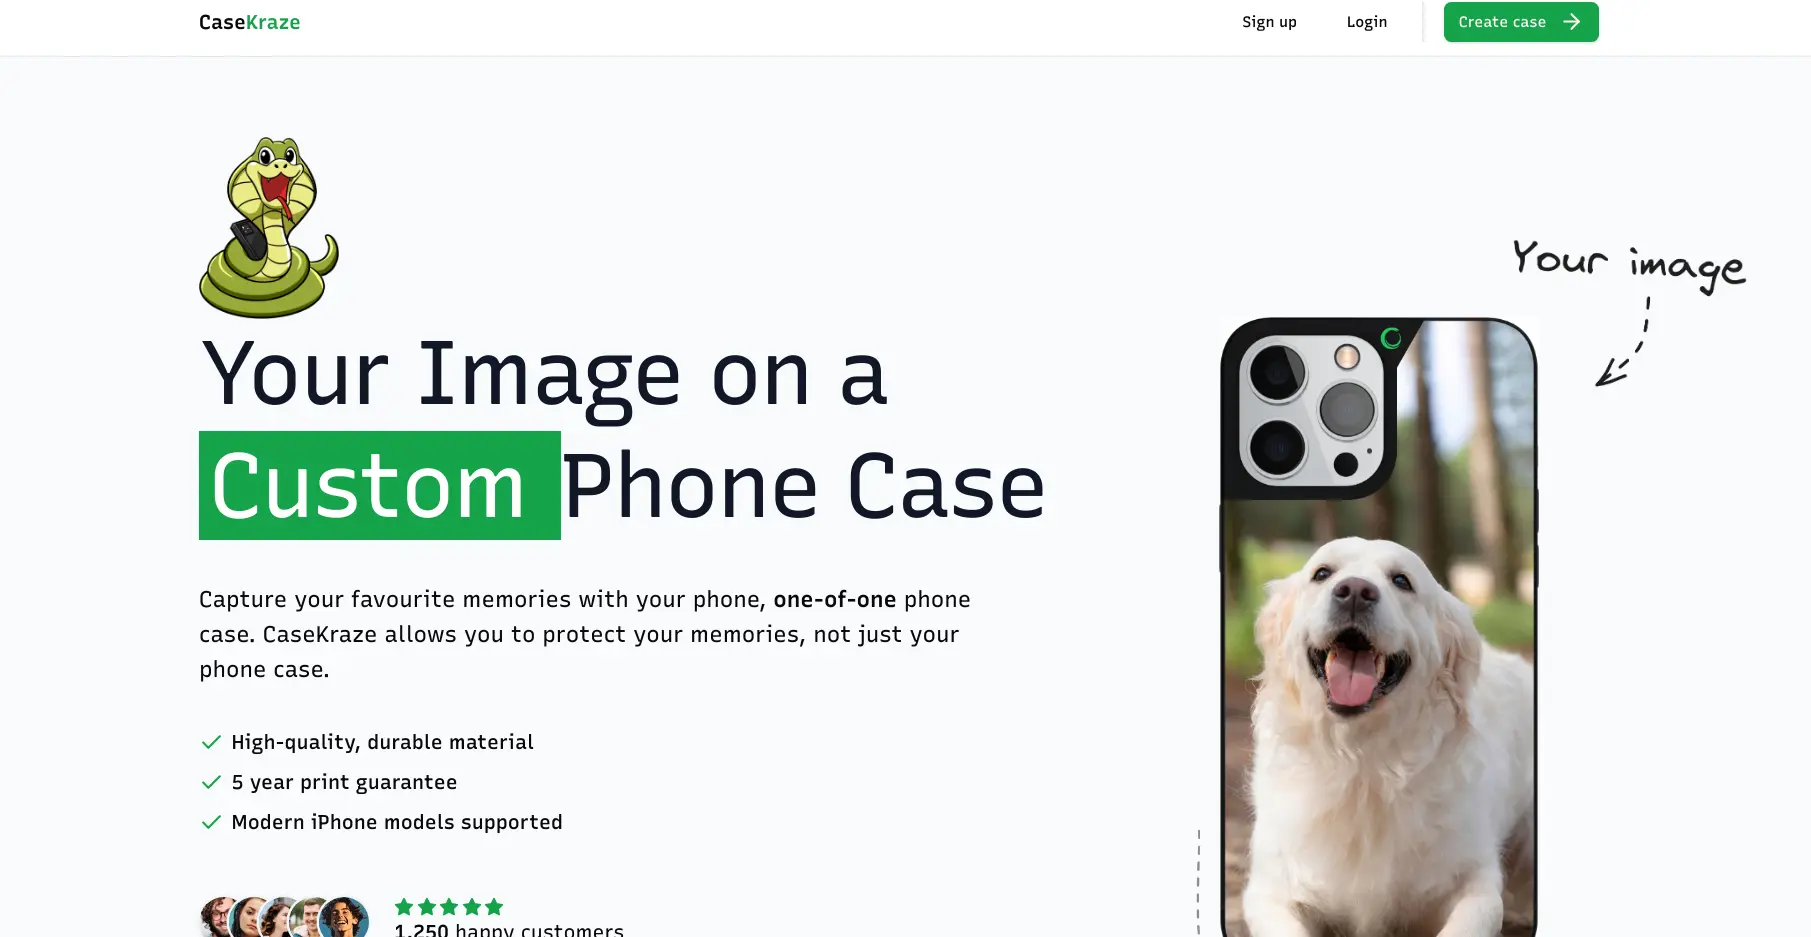 CaseKraze
Sign up
Login
Create case
Your image
Your Image on a
Custom Phone Case
Capture your favourite memories with your phone, one-of-one phone
case. CaseKraze allows you to protect your memories, not just your
phone case.
High-quality, durable material
5 year print guarantee
Modern iPhone models supported
1,250 happy customers